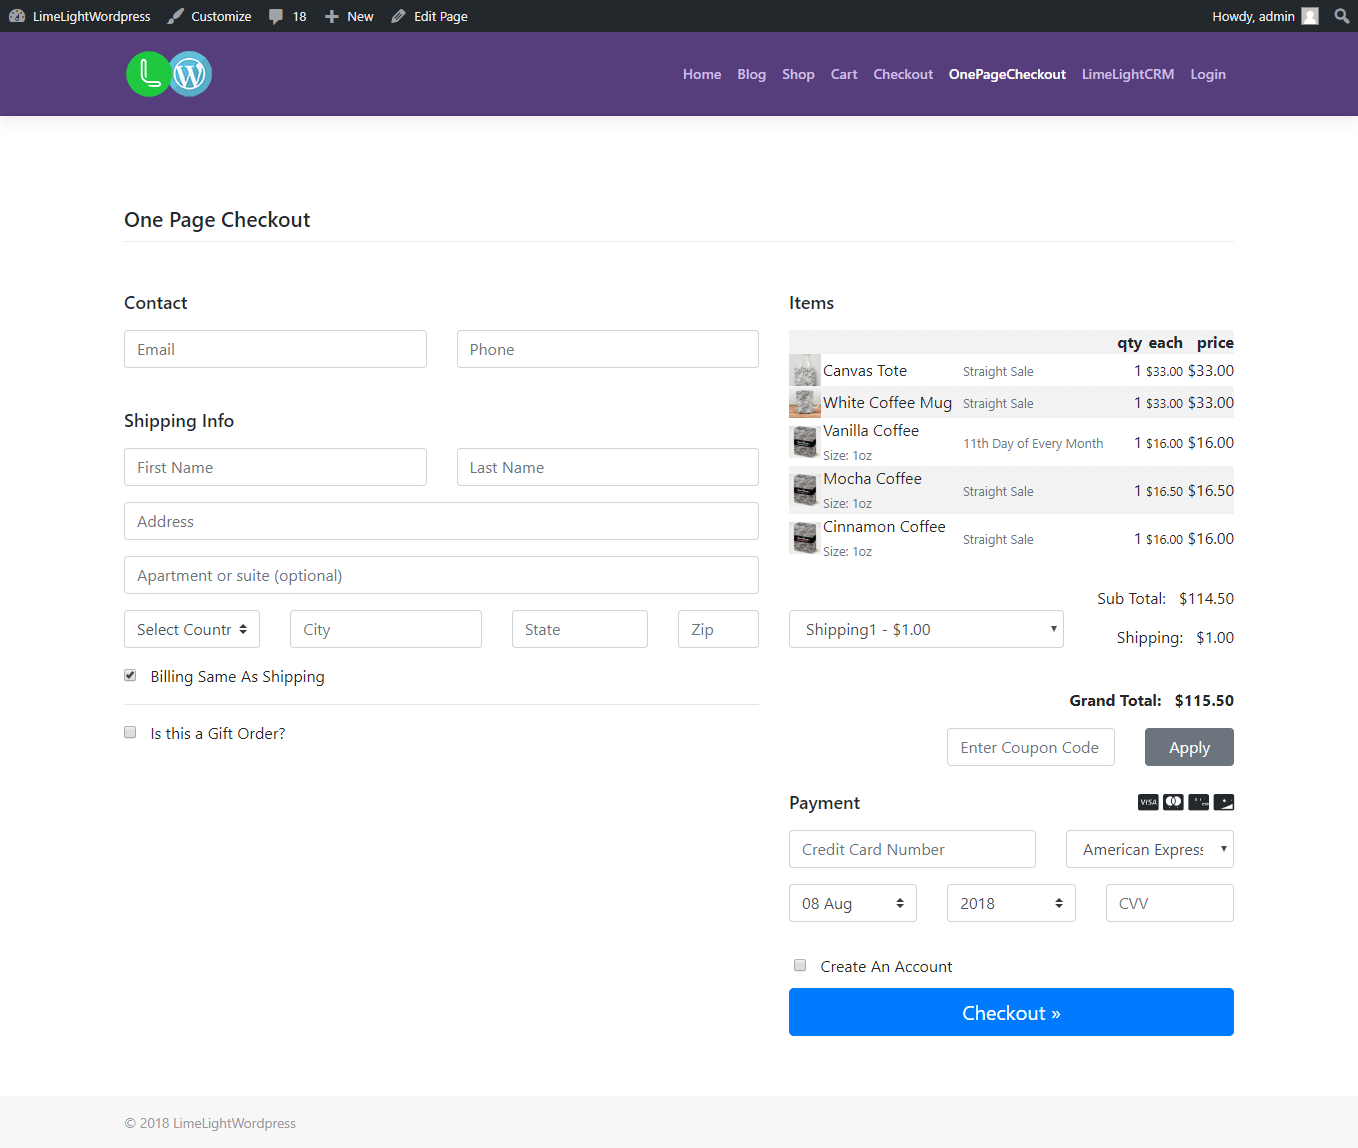 LimeLightWordpress Customize 18 New Edit Page Howdy, admin
Home Blog Shop Cart Checkout OnePageCheckout LimeLightCRM Login
One Page Checkout
Contact
Email Phone
Shipping Info
First Name Last Name
Address
Apartment or suite (optional)
Select Countr City State Zip
Billing Same As Shipping
Is this a Gift Order?
Items
qty each price
Canvas Tote Straight Sale 1 $33.00 $33.00
White Coffee Mug Straight Sale 1 $33.00 $33.00
Vanilla Coffee
Size: 1oz 11th Day of Every Month 1 $16.00 $16.00
Mocha Coffee
Size: 1oz Straight Sale 1 $16.50 $16.50
Cinnamon Coffee
Size: 1oz Straight Sale 1 $16.00 $16.00
Sub Total: $114.50
Shipping1 - $1.00 Shipping: $1.00
Grand Total: $115.50
Enter Coupon Code Apply
Payment VISA
Credit Card Number American Express
08 Aug 2018 CVV
Create An Account
Checkout »
© 2018 LimeLightWordpress